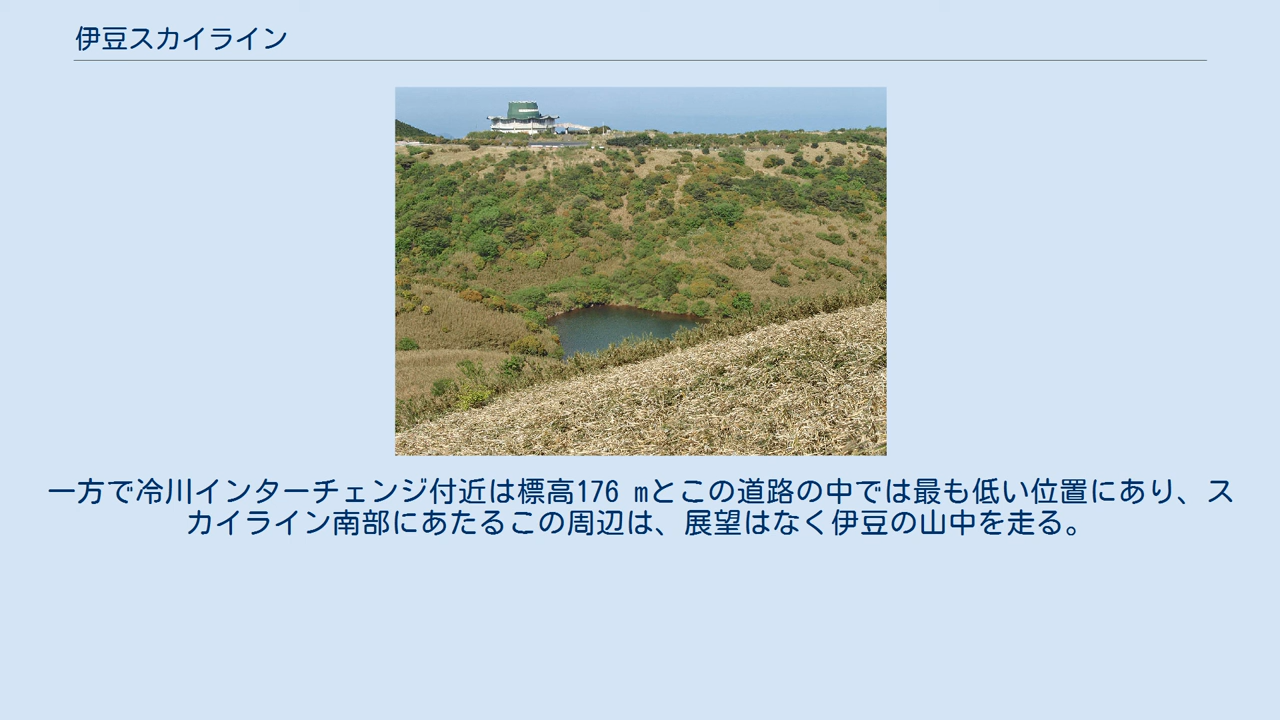 伊豆スカイライン
一方で冷川インターチェンジ付近は標高176 mとこの道路の中では最も低い位置にあり、ス
カイライン南部にあたるこの周辺は、展望はなく伊豆の山中を走る。